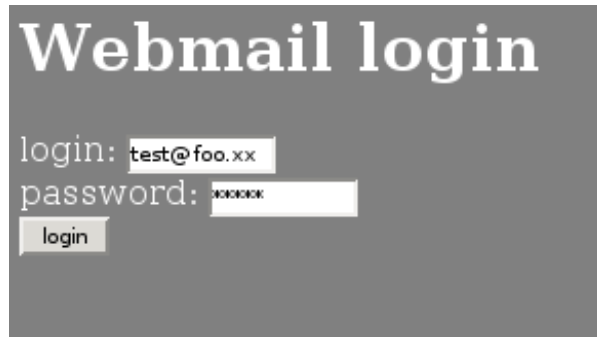 Webmail login
login: test@foo.xx
password: *****
login